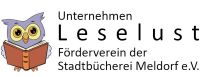 Unternehmen
Leselust
Förderverein der
Stadtbücherei Meldorf e.V.